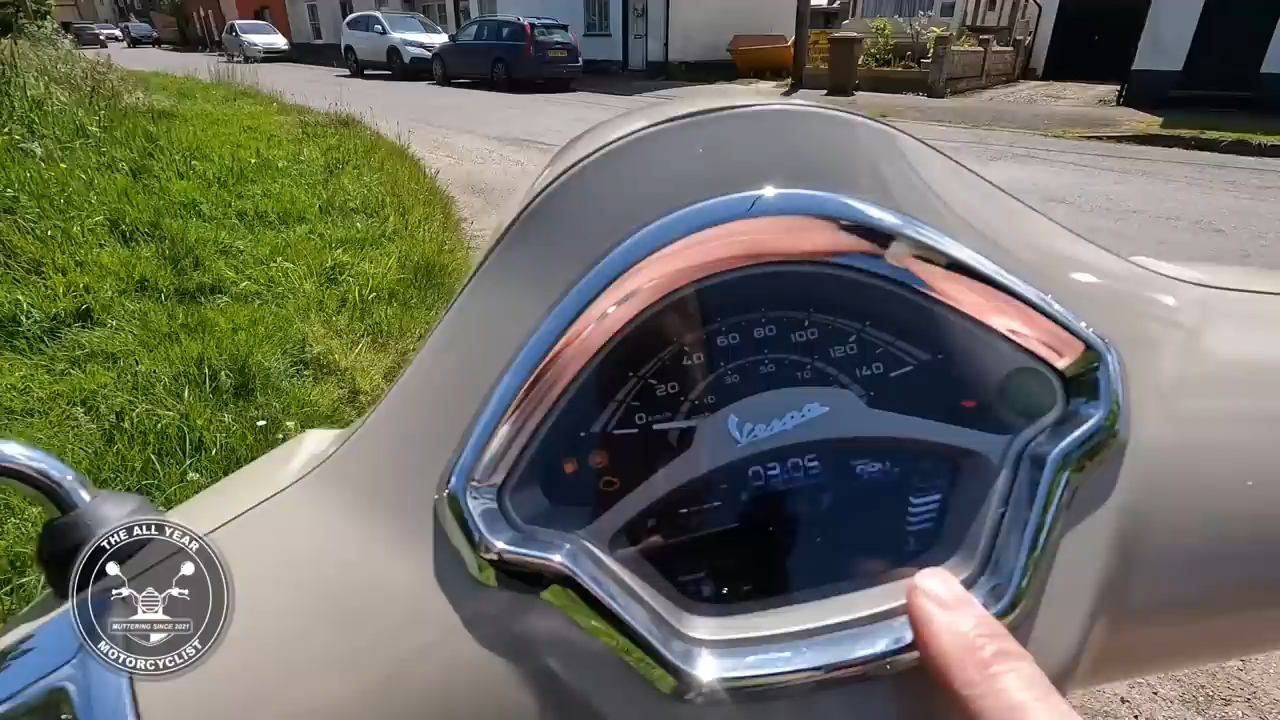 60 80 100
40 120
20 140
30 50 70
0 km/h 10
Vespa
03:05
THE ALL YEAR
MUTTERING SINCE 2021
MOTORCYCLIST